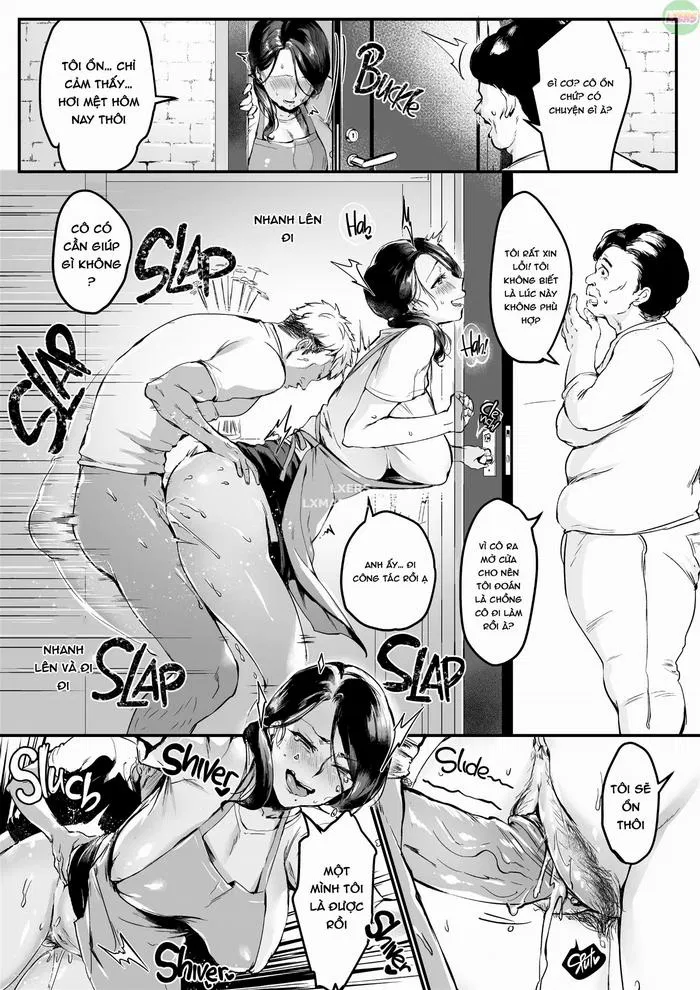 LXERS
TÔI ỔN... CHỈ
CẢM THẤY...
HƠI MỆT HÔM
NAY THÔI
Buckle
GÌ CƠ? CÔ ỔN
CHỨ? CÓ
CHUYỆN GÌ À?
CÔ CÓ
CẦN GIÚP
GÌ KHÔNG
?
SLAP
NHANH LÊN
ĐI
Hah
TÔI RẤT XIN
LỖI! TÔI
KHÔNG BIẾT
LÀ LÚC NÀY
KHÔNG PHÙ
HỢP
Hah!
SLAP
LXERS
ANH ẤY... ĐI
CÔNG TÁC RỒI Ạ
VÌ CÔ RA
MỞ CỬA
CHO NÊN
TÔI ĐOÁN
LÀ CHỒNG
CÔ ĐI LÀM
RỒI À?
NHANH
LÊN VÀ ĐI
ĐI
SLAP
SLAP
Sluch
Shiver
MỘT
MÌNH TÔI
LÀ ĐƯỢC
RỒI
Shiver
Slide...
TÔI SẼ
ỔN
THÔI
Shiver
Spurt